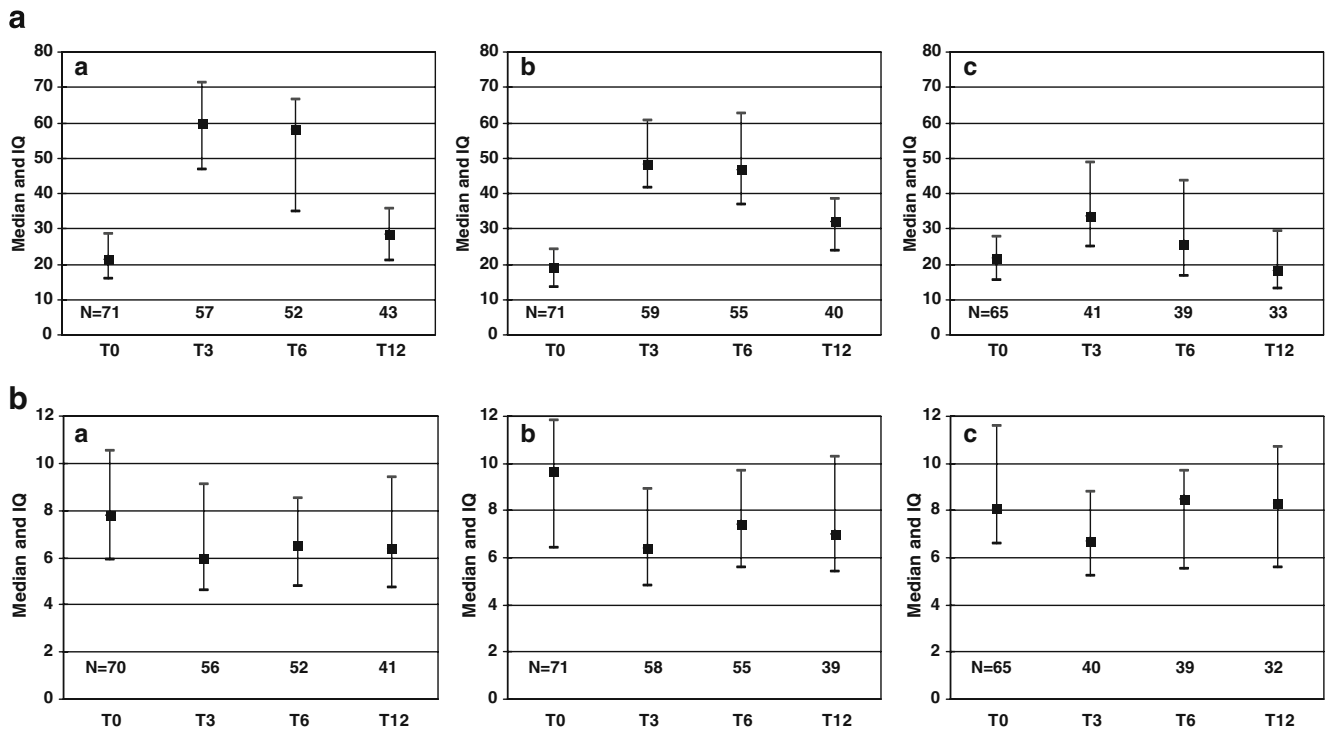 a
a
80
70
60
50
40
30
20
10
0
Median and IQ
N=71 57 52 43
T0 T3 T6 T12
b
80
70
60
50
40
30
20
10
0
Median and IQ
N=71 59 55 40
T0 T3 T6 T12
c
80
70
60
50
40
30
20
10
0
Median and IQ
N=65 41 39 33
T0 T3 T6 T12
b
a
12
10
8
6
4
2
0
Median and IQ
N=70 56 52 41
T0 T3 T6 T12
b
12
10
8
6
4
2
0
Median and IQ
N=71 58 55 39
T0 T3 T6 T12
c
12
10
8
6
4
2
0
Median and IQ
N=65 40 39 32
T0 T3 T6 T12